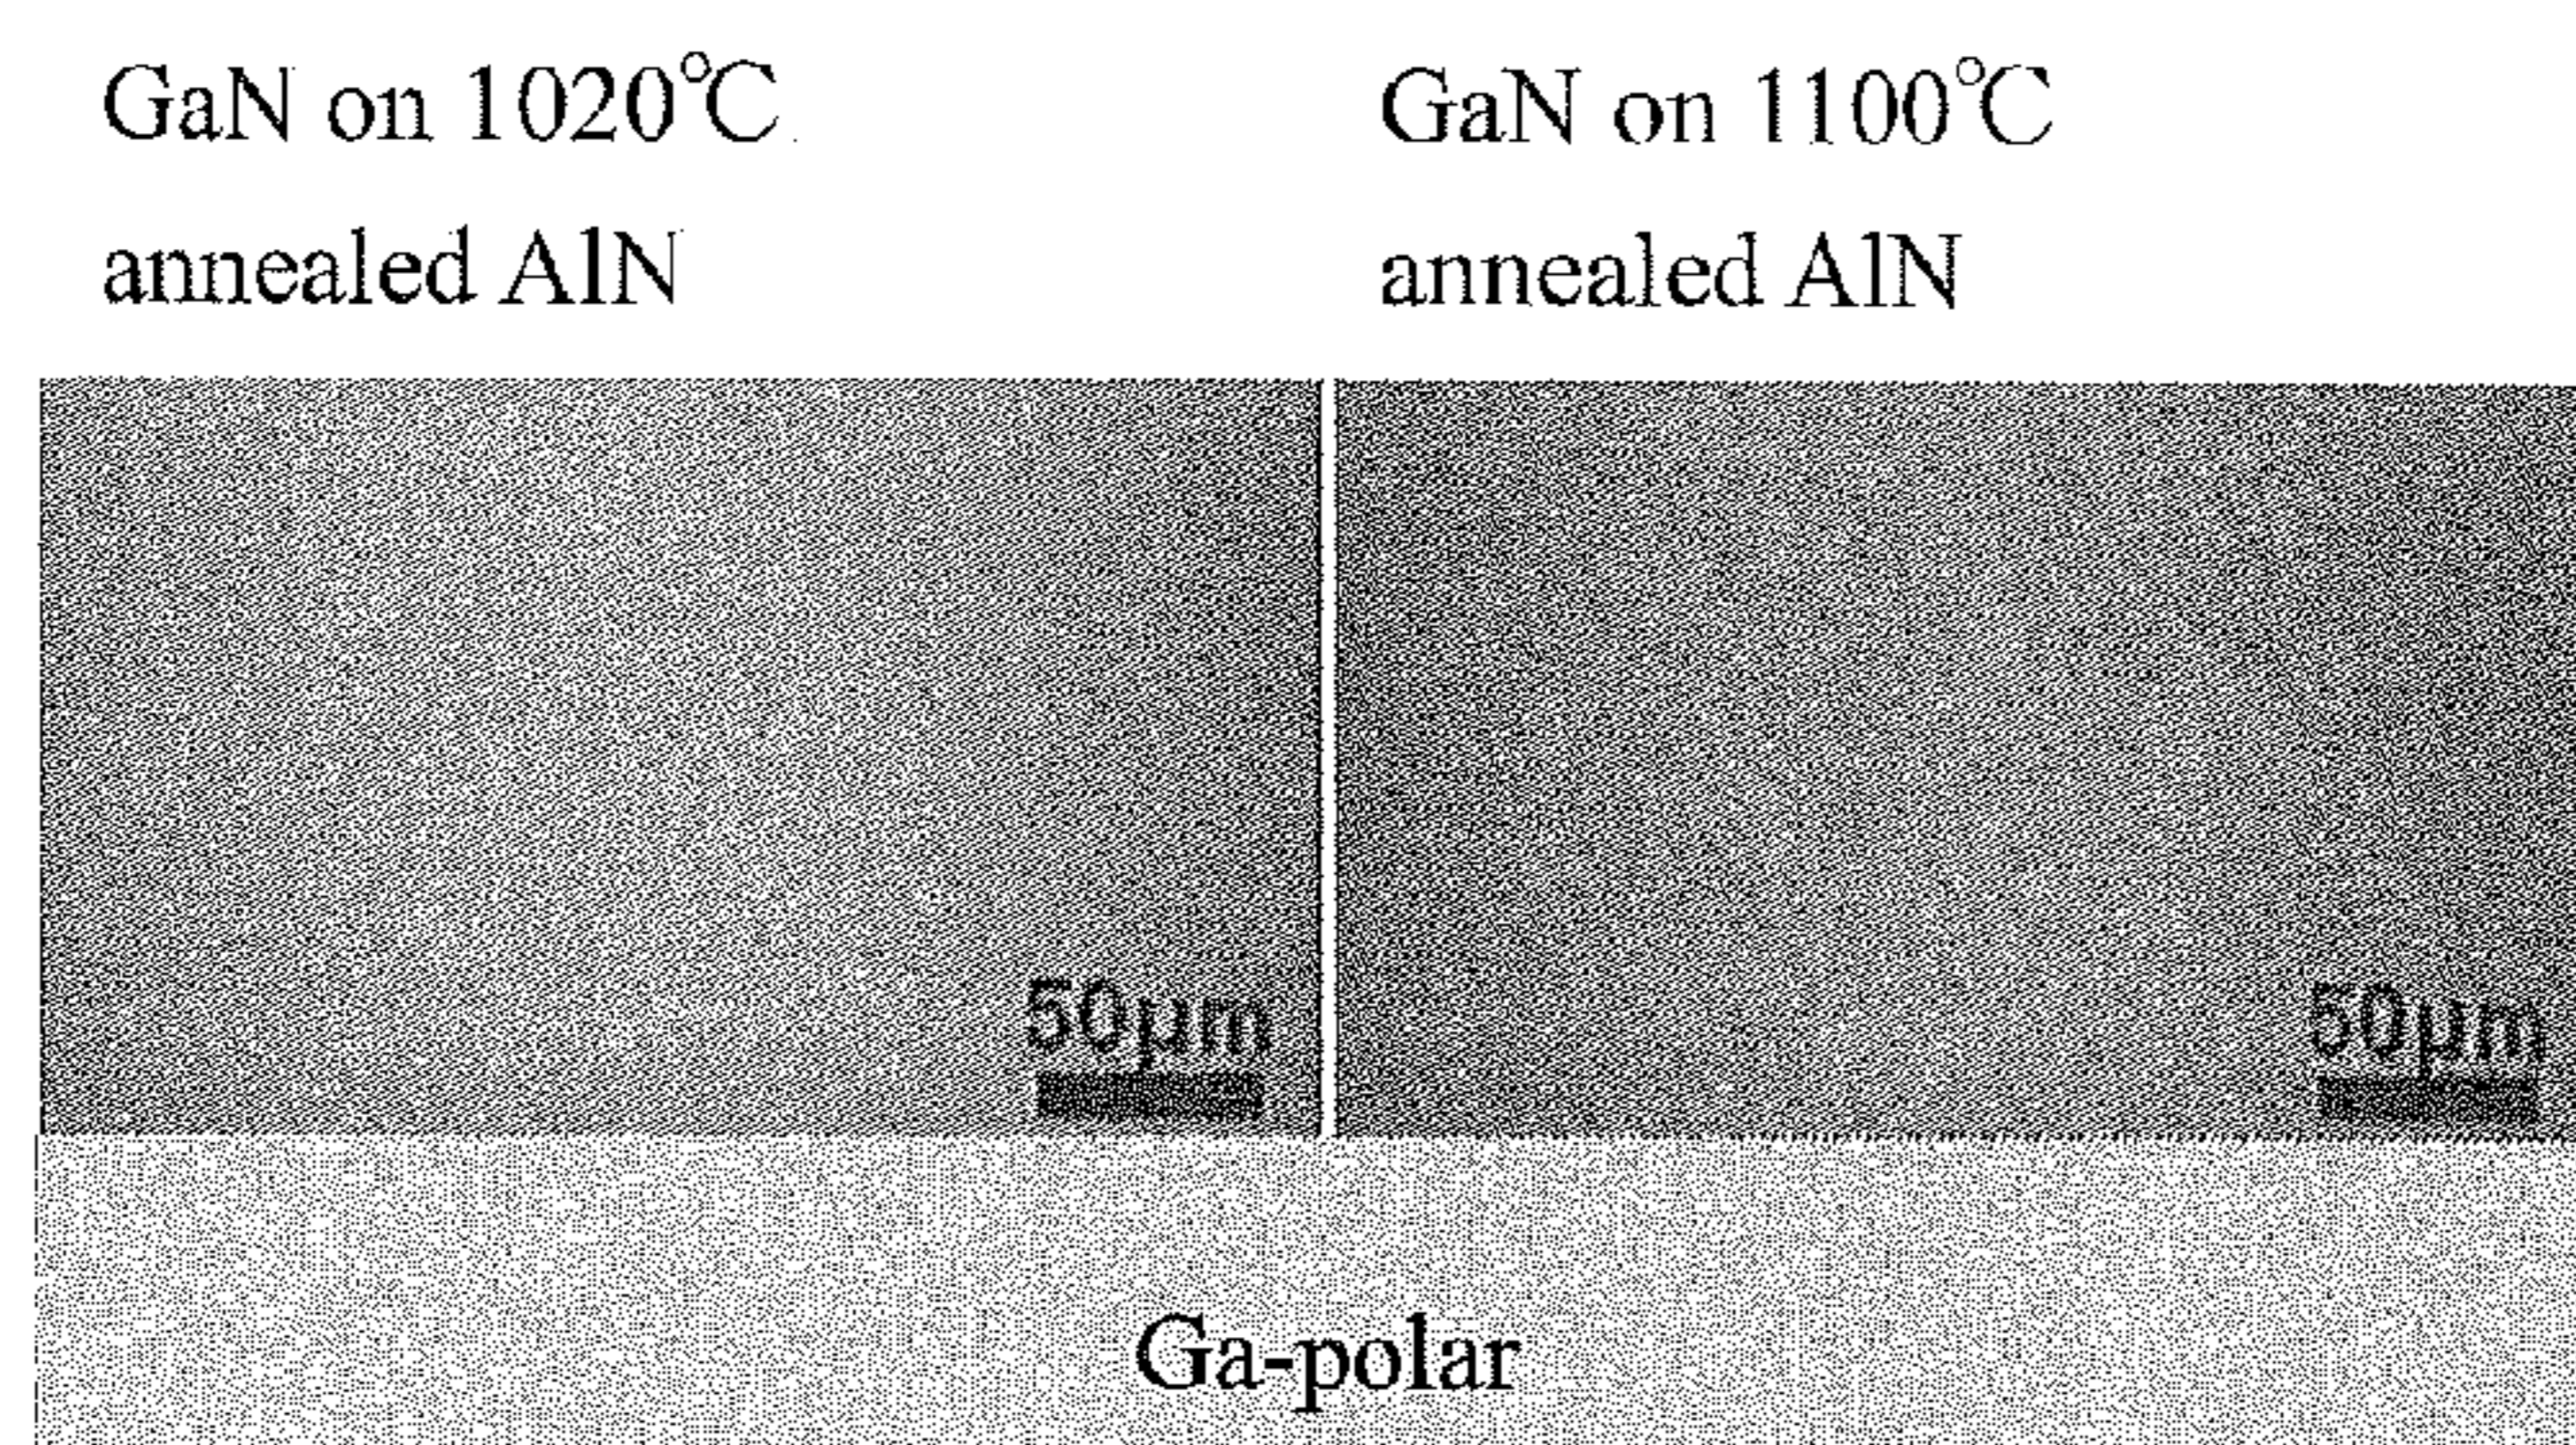 GaN on 1020℃
annealed AlN
GaN on 1100℃
annealed AlN
50µm
50µm
Ga-polar